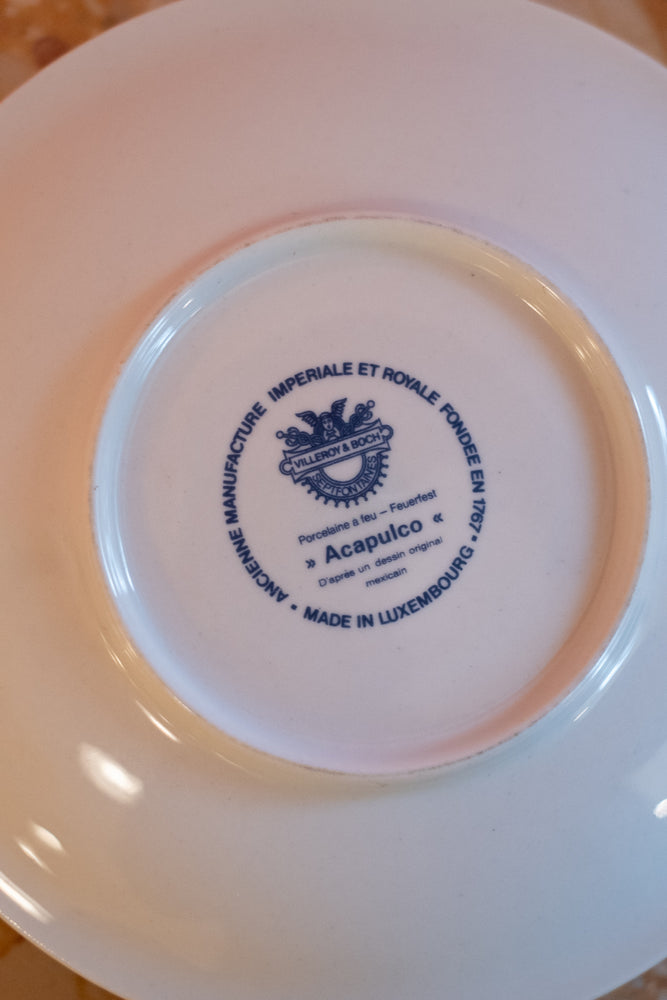 ANCIENNE MANUFACTURE IMPERIALE ET ROYALE FONDEE EN 1767 •
MADE IN LUXEMBOURG •
VILLEROY & BOCH
SEPTFONTAINES
Porcelaine à feu – Feuerfest
» Acapulco «
D'après un dessin original
mexicain